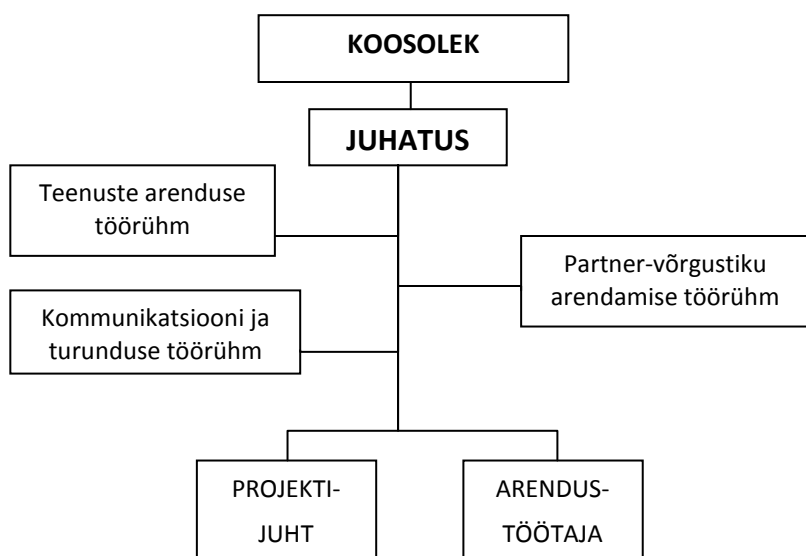 KOOSOLEK
JUHATUS
Teenuste arenduse
töörühm
Partner-võrgustiku
arendamise töörühm
Kommunikatsiooni ja
turunduse töörühm
PROJEKTI-
JUHT
ARENDUS-
TÖÖTAJA